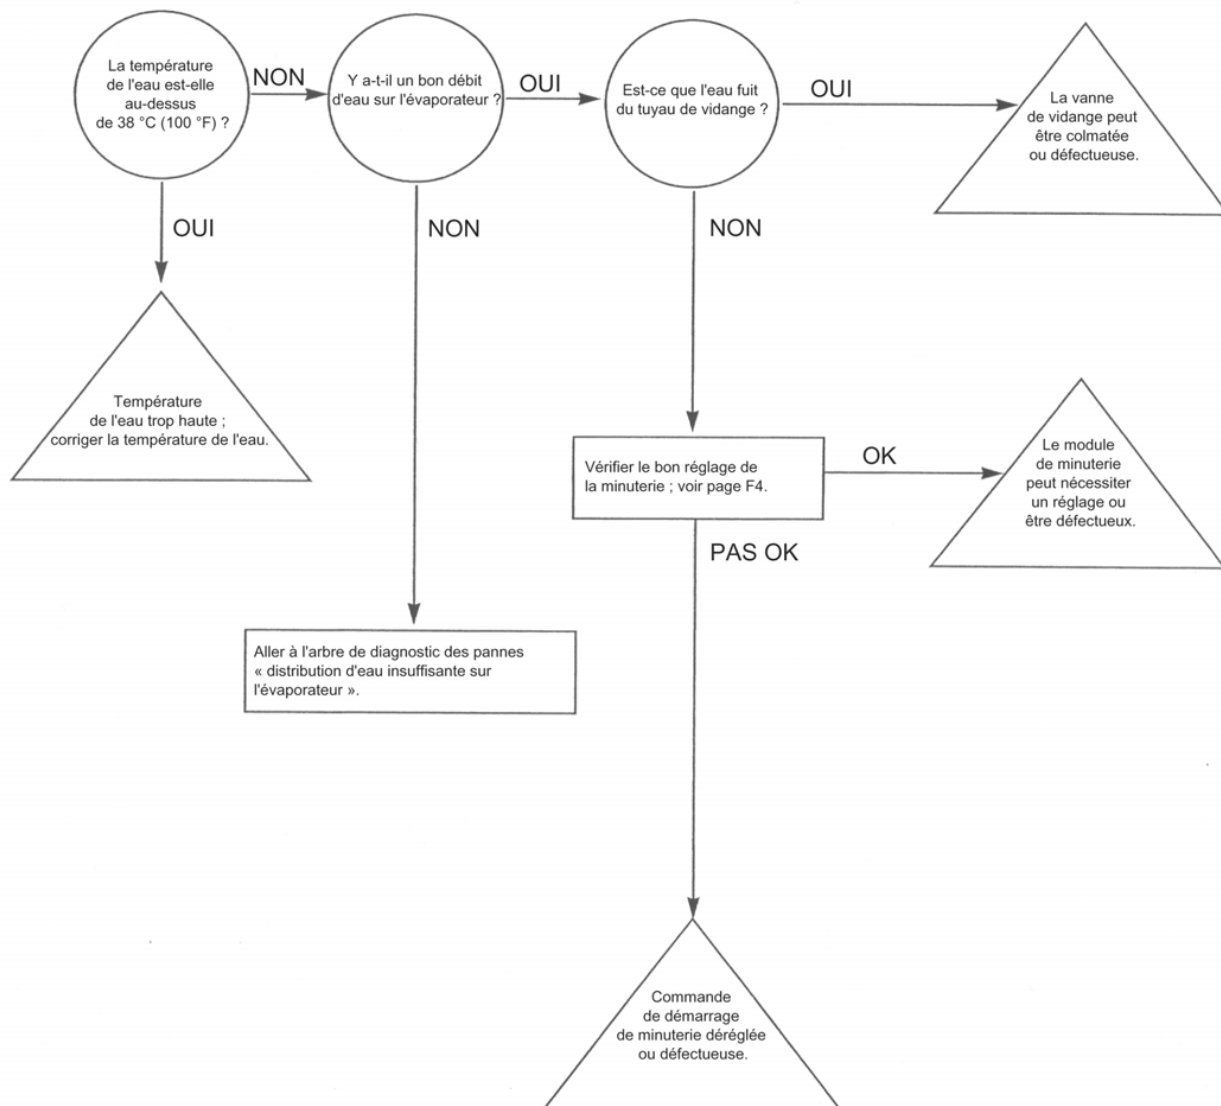 La température
de l'eau est-elle
au-dessus
de 38 °C (100 °F) ?
NON
Y a-t-il un bon débit
d'eau sur l'évaporateur ?
OUI
Est-ce que l'eau fuit
du tuyau de vidange ?
OUI
La vanne
de vidange peut
être colmatée
ou défectueuse.
OUI
NON
NON
Température
de l'eau trop haute ;
corriger la température de l'eau.
Vérifier le bon réglage de
la minuterie ; voir page F4.
OK
Le module
de minuterie
peut nécessiter
un réglage ou
être défectueux.
PAS OK
Aller à l'arbre de diagnostic des pannes
« distribution d'eau insuffisante sur
l'évaporateur ».
Commande
de démarrage
de minuterie déréglée
ou défectueuse.